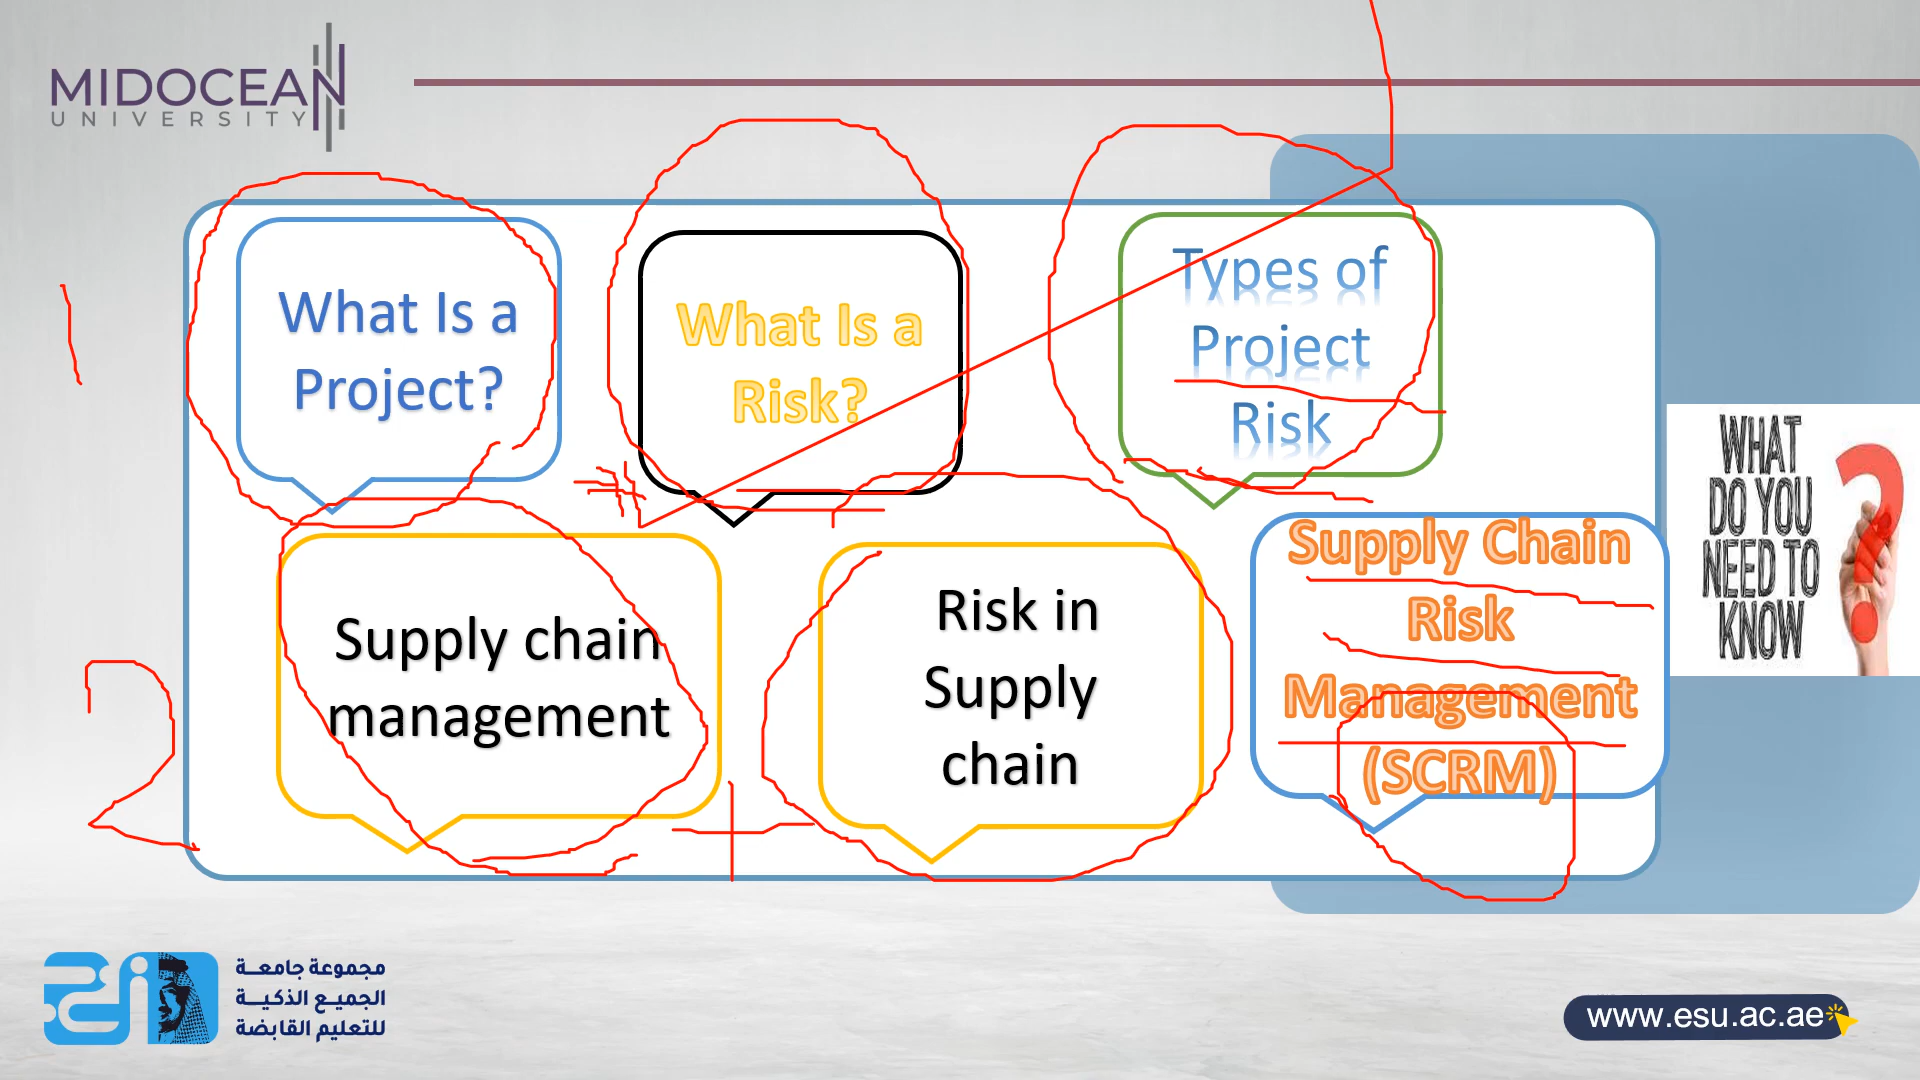 MIDOCEAN
UNIVERSITY
What Is a
Project?
What Is a
Risk?
Types of
Project
Risk
Supply chain
management
Risk in
Supply
chain
Supply Chain
Risk
Management
(SCRM)
WHAT
DO YOU
NEED TO
KNOW
?
1
2
مجموعة جامعة
الجميع الذكية
للتعليم القابضة
www.esu.ac.ae